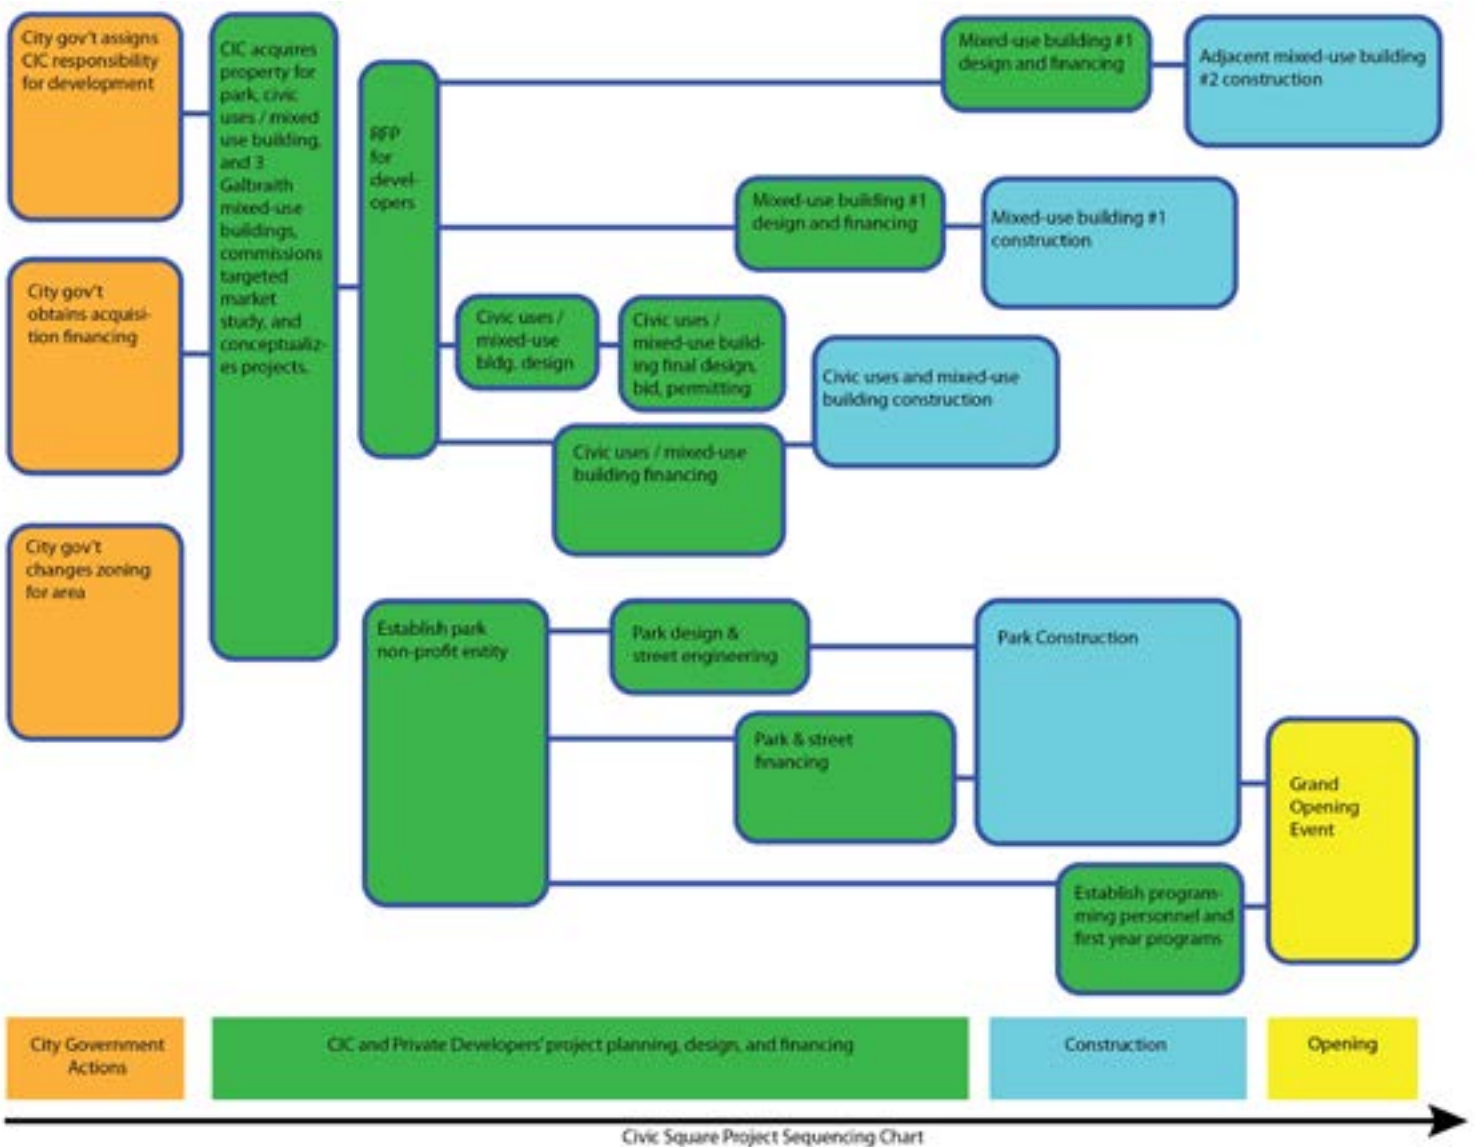 City gov't assigns
CIC responsibility
for development
City gov't
obtains acquisi-
tion financing
City gov't
changes zoning
for area
CIC acquires
property for
park, civic
uses / mixed
use building,
and 3
Galbraith
mixed-use
buildings,
commissions
targeted
market
study, and
conceptualiz-
es projects.
RFP
for
devel-
opers
Mixed-use building #1
design and financing
Adjacent mixed-use building
#2 construction
Mixed-use building #1
design and financing
Mixed-use building #1
construction
Civic uses /
mixed-use
bldg. design
Civic uses /
mixed-use build-
ing final design,
bid, permitting
Civic uses and mixed-use
building construction
Civic uses / mixed-use
building financing
Establish park
non-profit entity
Park design &
street engineering
Park Construction
Park & street
financing
Grand
Opening
Event
Establish program-
ming personnel and
first year programs
City Government
Actions
CIC and Private Developers' project planning, design, and financing
Construction
Opening
Civic Square Project Sequencing Chart